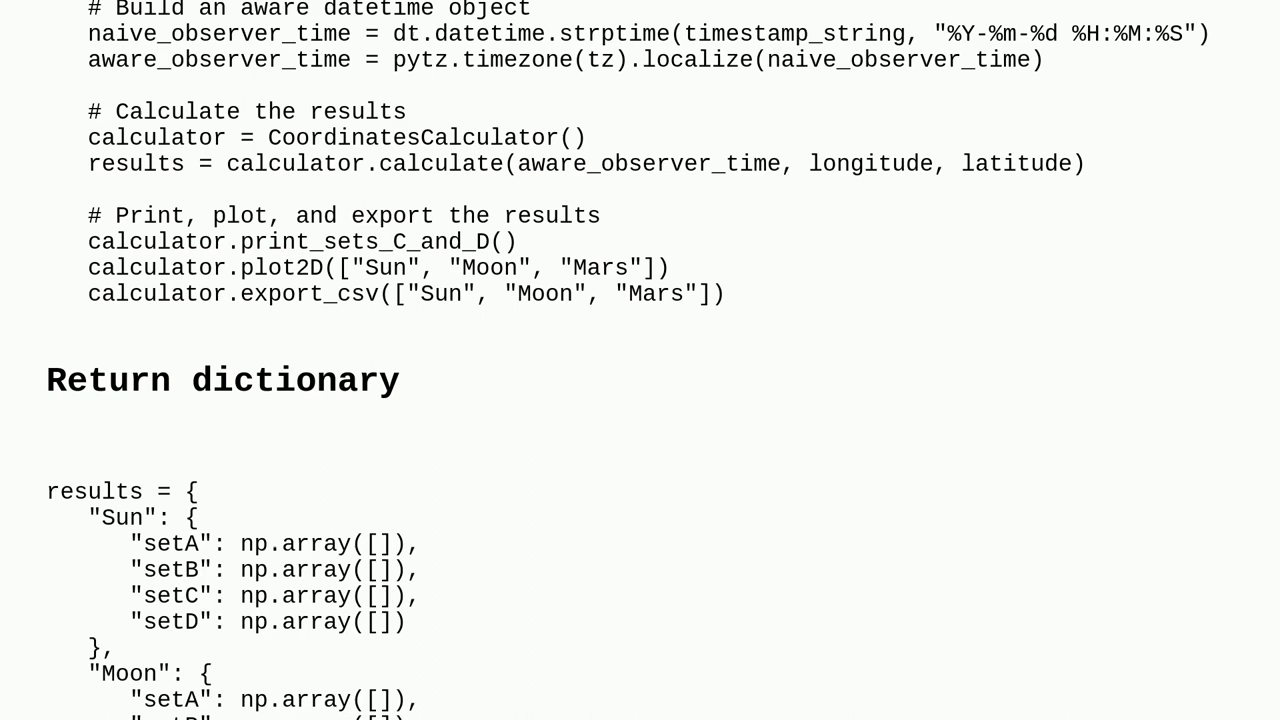 # Build an aware datetime object
naive_observer_time = dt.datetime.strptime(timestamp_string, "%Y-%m-%d %H:%M:%S")
aware_observer_time = pytz.timezone(tz).localize(naive_observer_time)
# Calculate the results
calculator = CoordinatesCalculator()
results = calculator.calculate(aware_observer_time, longitude, latitude)
# Print, plot, and export the results
calculator.print_sets_C_and_D()
calculator.plot2D(["Sun", "Moon", "Mars"])
calculator.export_csv(["Sun", "Moon", "Mars"])
Return dictionary
results = {
"Sun": {
"setA": np.array([]),
"setB": np.array([]),
"setC": np.array([]),
"setD": np.array([])
},
"Moon": {
"setA": np.array([]),